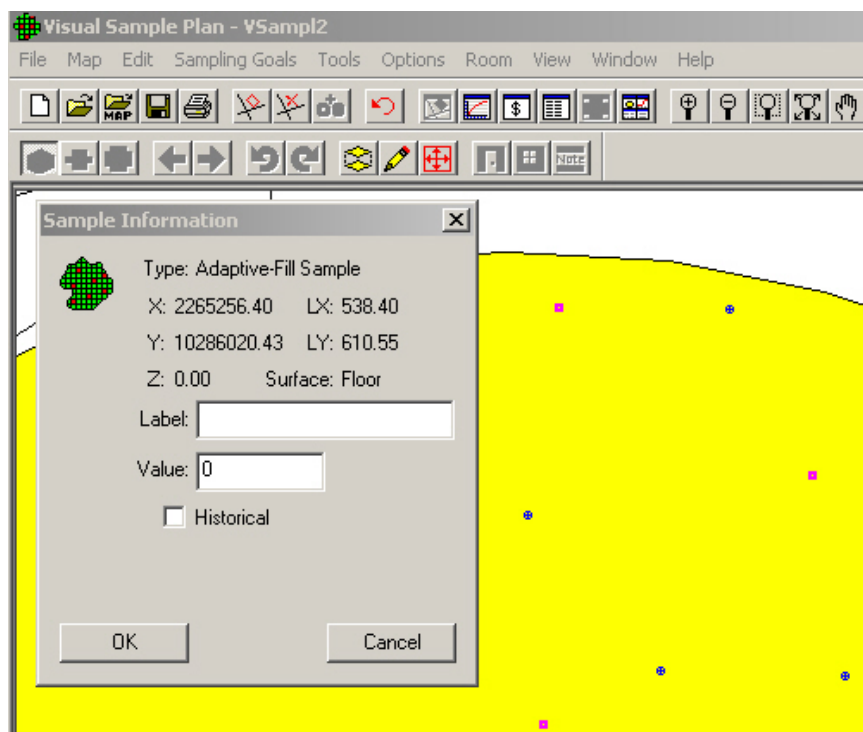 Visual Sample Plan - VSampl2
File Map Edit Sampling Goals Tools Options Room View Window Help
MAP $
Note
Sample Information
Type: Adaptive-Fill Sample
X: 2265256.40 LX: 538.40
Y: 10286020.43 LY: 610.55
Z: 0.00 Surface: Floor
Label:
Value: 0
Historical
OK Cancel